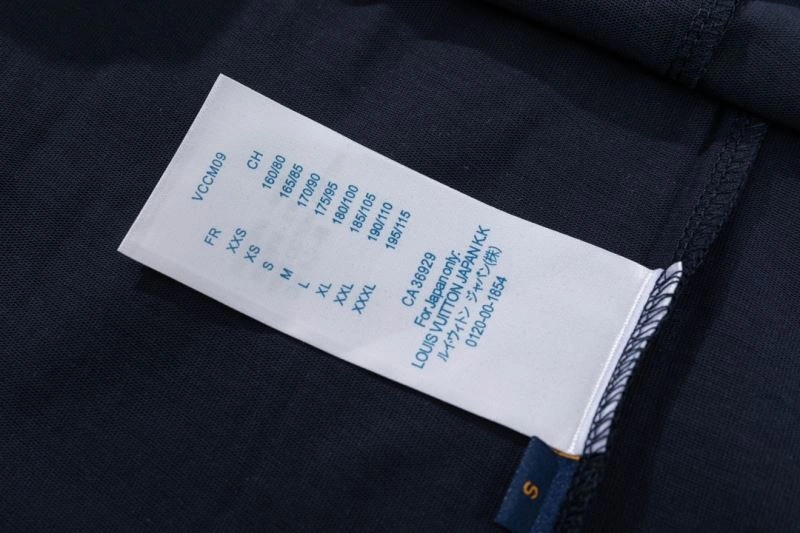 VCCM09
FR CH
XXS 160/80
XS 165/85
S 170/90
M 175/95
L 180/100
XL 185/105
XXL 190/110
XXXL 195/115
CA 36929
For Japan only:
LOUIS VUITTON JAPAN K.K
ルイ・ヴィトン ジャパン(株)
0120-00-1854
S